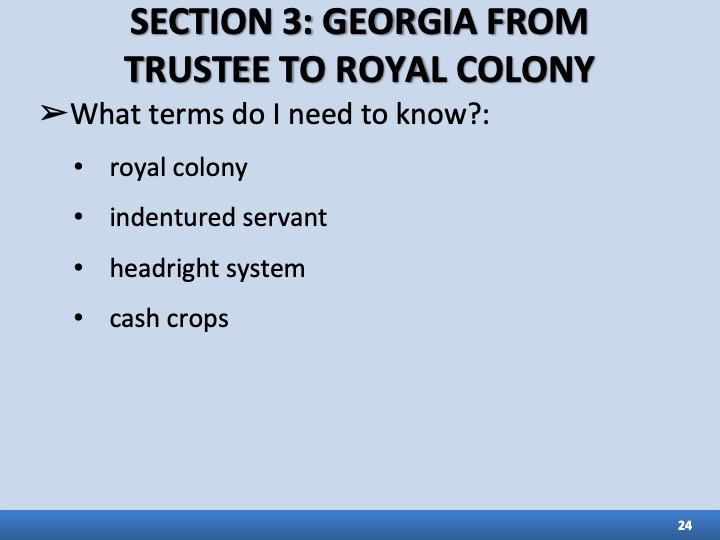 SECTION 3: GEORGIA FROM
TRUSTEE TO ROYAL COLONY
➢What terms do I need to know?:
• royal colony
• indentured servant
• headright system
• cash crops
24